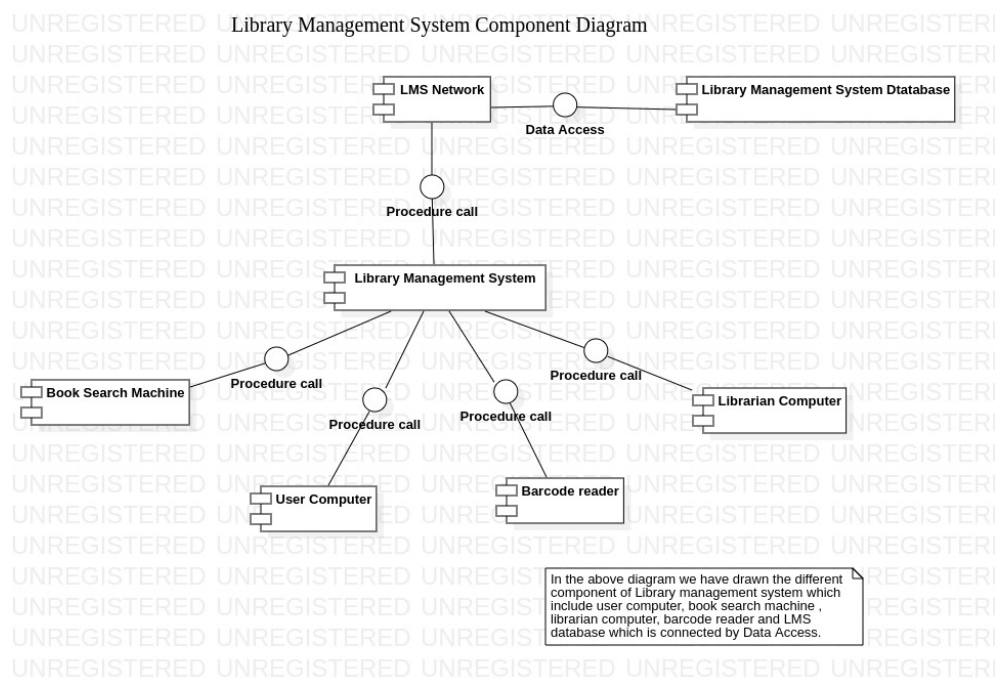 Library Management System Component Diagram
LMS Network
Library Management System Dtatabase
Data Access
Procedure call
Library Management System
Procedure call
Procedure call
Book Search Machine
Librarian Computer
Procedure call
Procedure call
User Computer
Barcode reader
In the above diagram we have drawn the different
component of Library management system which
include user computer, book search machine ,
librarian computer, barcode reader and LMS
database which is connected by Data Access.
UNREGISTERED